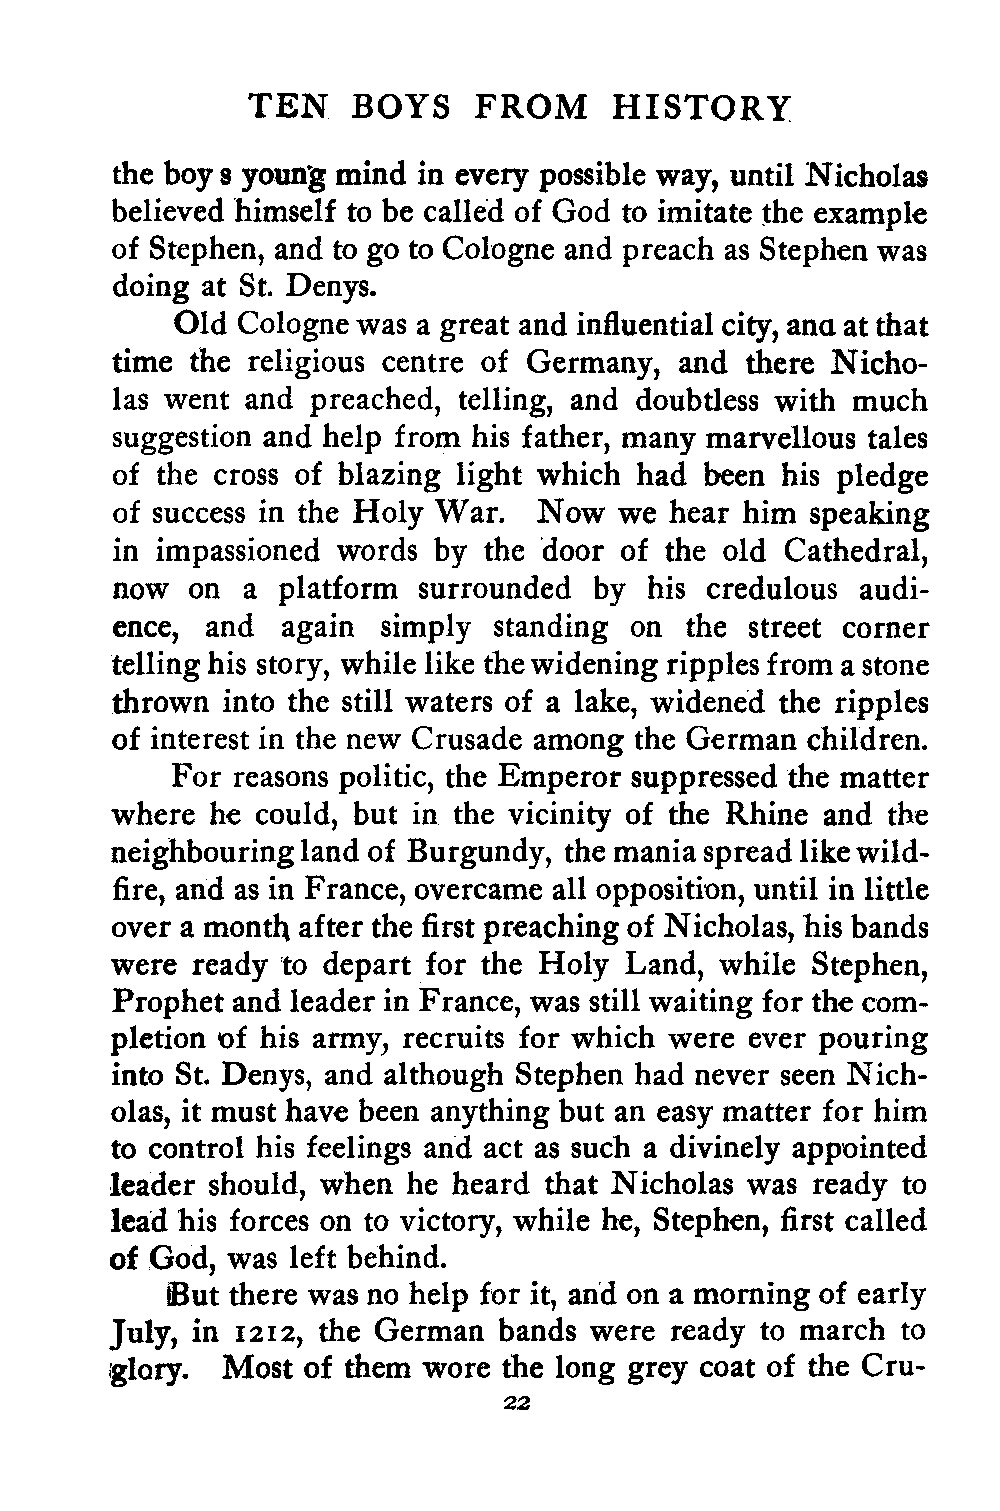 TEN BOYS FROM HISTORY
the boy s young mind in every possible way, until Nicholas
believed himself to be called of God to imitate the example
of Stephen, and to go to Cologne and preach as Stephen was
doing at St. Denys.
Old Cologne was a great and influential city, and at that
time the religious centre of Germany, and there Nicho-
las went and preached, telling, and doubtless with much
suggestion and help from his father, many marvellous tales
of the cross of blazing light which had been his pledge
of success in the Holy War. Now we hear him speaking
in impassioned words by the door of the old Cathedral,
now on a platform surrounded by his credulous audi-
ence, and again simply standing on the street corner
telling his story, while like the widening ripples from a stone
thrown into the still waters of a lake, widened the ripples
of interest in the new Crusade among the German children.
For reasons politic, the Emperor suppressed the matter
where he could, but in the vicinity of the Rhine and the
neighbouring land of Burgundy, the mania spread like wild-
fire, and as in France, overcame all opposition, until in little
over a month after the first preaching of Nicholas, his bands
were ready to depart for the Holy Land, while Stephen,
Prophet and leader in France, was still waiting for the com-
pletion of his army, recruits for which were ever pouring
into St. Denys, and although Stephen had never seen Nich-
olas, it must have been anything but an easy matter for him
to control his feelings and act as such a divinely appointed
leader should, when he heard that Nicholas was ready to
lead his forces on to victory, while he, Stephen, first called
of God, was left behind.
But there was no help for it, and on a morning of early
July, in 1212, the German bands were ready to march to
glory. Most of them wore the long grey coat of the Cru-
22